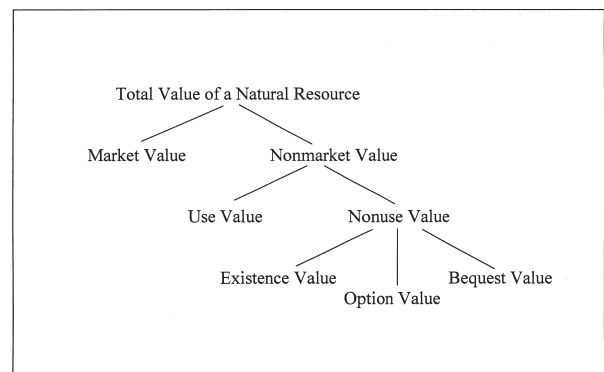 Total Value of a Natural Resource
Market Value
Nonmarket Value
Use Value
Nonuse Value
Existence Value
Option Value
Bequest Value